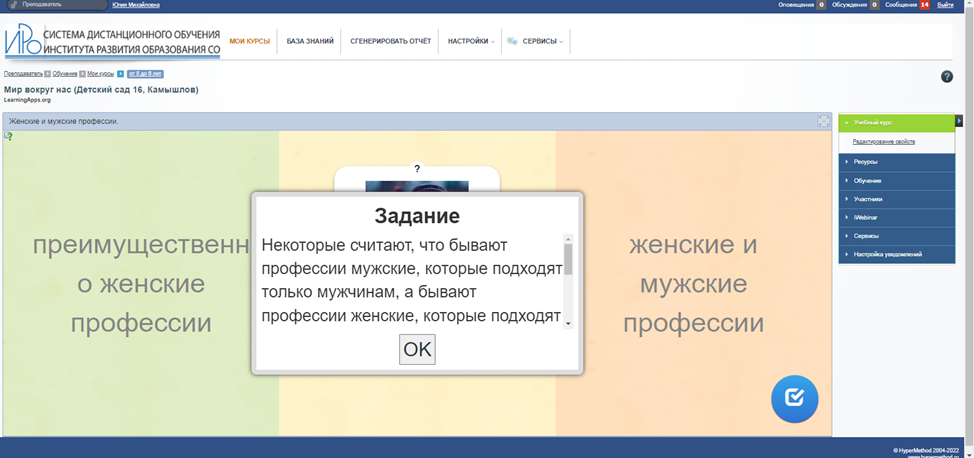 Преподаватель Юлия Михайловна Оповещения 0 Обсуждения 0 Сообщения 14 Выйти
ИРО СИСТЕМА ДИСТАНЦИОННОГО ОБУЧЕНИЯ
ИНСТИТУТА РАЗВИТИЯ ОБРАЗОВАНИЯ СО
МОИ КУРСЫ БАЗА ЗНАНИЙ СГЕНЕРИРОВАТЬ ОТЧЁТ НАСТРОЙКИ СЕРВИСЫ
Преподаватель Обучение Мои курсы от 5 до 6 лет ?
Мир вокруг нас (Детский сад 16, Камышлов)
LearningApps.org
Женские и мужские профессии.
?
?
преимущественн
о женские
профессии
Задание
Некоторые считают, что бывают
профессии мужские, которые подходят
только мужчинам, а бывают
профессии женские, которые подходят
OK
женские и
мужские
профессии
Учебный курс
Редактирование свойств
Ресурсы
Обучение
Участники
iWebinar
Сервисы
Настройка уведомлений
© HyperMethod 2004-2022
www.hypermethod.ru